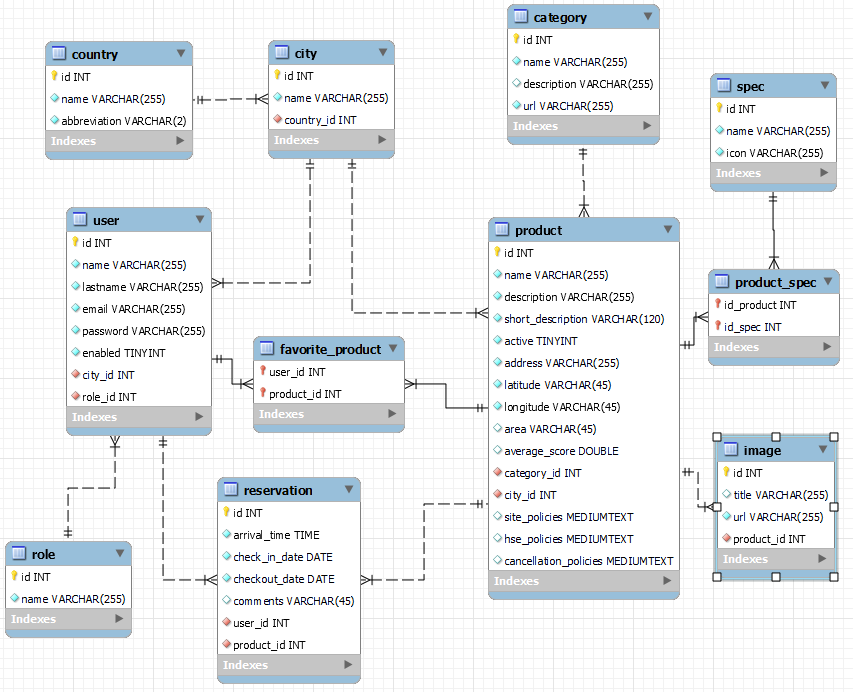 country
id INT
name VARCHAR(255)
abbreviation VARCHAR(2)
Indexes
city
id INT
name VARCHAR(255)
country_id INT
Indexes
category
id INT
name VARCHAR(255)
description VARCHAR(255)
url VARCHAR(255)
Indexes
spec
id INT
name VARCHAR(255)
icon VARCHAR(255)
Indexes
user
id INT
name VARCHAR(255)
lastname VARCHAR(255)
email VARCHAR(255)
password VARCHAR(255)
enabled TINYINT
city_id INT
role_id INT
Indexes
favorite_product
user_id INT
product_id INT
Indexes
product
id INT
name VARCHAR(255)
description VARCHAR(255)
short_description VARCHAR(120)
active TINYINT
address VARCHAR(255)
latitude VARCHAR(45)
longitude VARCHAR(45)
area VARCHAR(45)
average_score DOUBLE
category_id INT
city_id INT
site_policies MEDIUMTEXT
hse_policies MEDIUMTEXT
cancellation_policies MEDIUMTEXT
Indexes
product_spec
id_product INT
id_spec INT
Indexes
image
id INT
title VARCHAR(255)
url VARCHAR(255)
product_id INT
Indexes
role
id INT
name VARCHAR(255)
Indexes
reservation
id INT
arrival_time TIME
check_in_date DATE
checkout_date DATE
comments VARCHAR(45)
user_id INT
product_id INT
Indexes